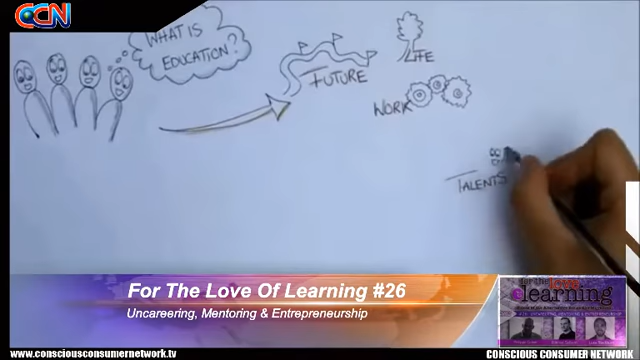 CCN
WHAT IS
EDUCATION?
FUTURE
LIFE
WORK
TALENTS
For The Love Of Learning #26
Uncareering, Mentoring & Entrepreneurship
for the love
of learning
www.consciousconsumernetwork.tv
CONSCIOUS CONSUMER NETWORK